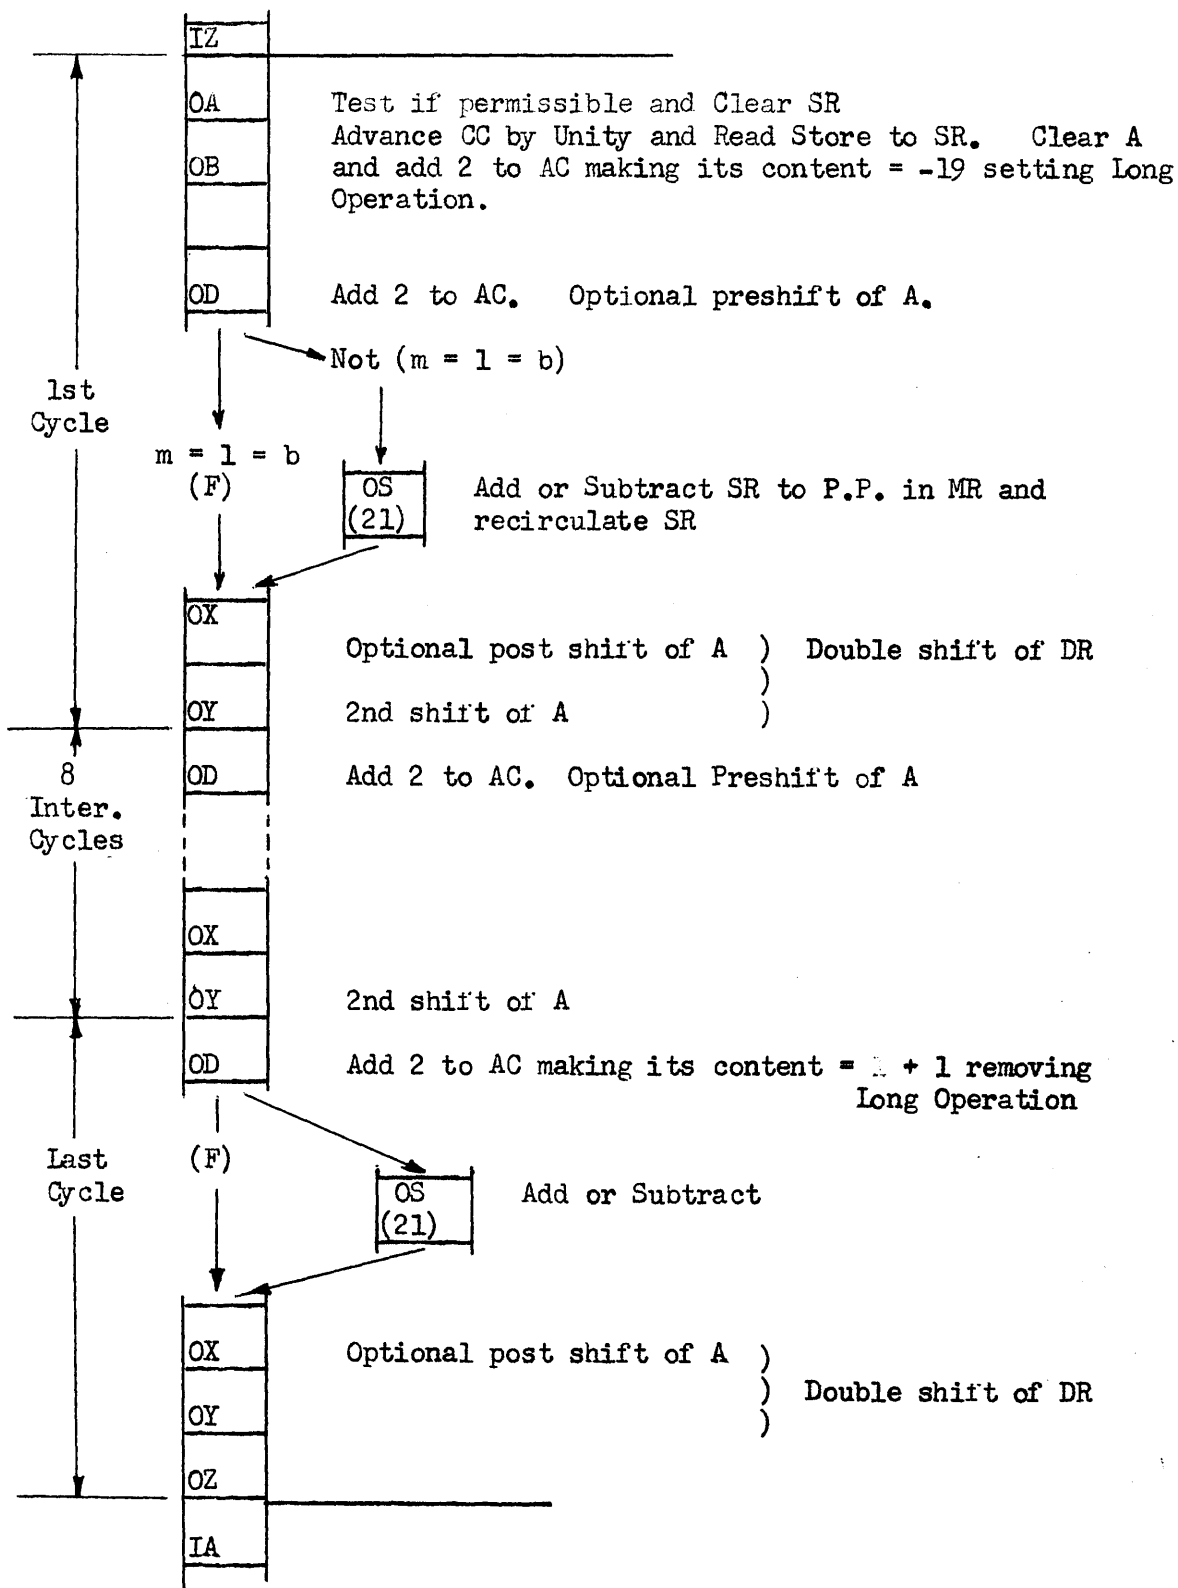 IZ
OA Test if permissible and Clear SR
Advance CC by Unity and Read Store to SR. Clear A
OB and add 2 to AC making its content = -19 setting Long
Operation.
OD Add 2 to AC. Optional preshift of A.
Not (m = 1 = b)
1st
Cycle
m = 1 = b
(F)
OS
(21)
Add or Subtract SR to P.P. in MR and
recirculate SR
OX
Optional post shift of A ) Double shift of DR
)
OY 2nd shift of A )
8
Inter.
Cycles
OD Add 2 to AC. Optional Preshift of A
OX
OY 2nd shift of A
OD Add 2 to AC making its content = + 1 removing
Long Operation
Last
Cycle
(F)
OS
(21)
Add or Subtract
OX Optional post shift of A )
) Double shift of DR
OY )
OZ
IA